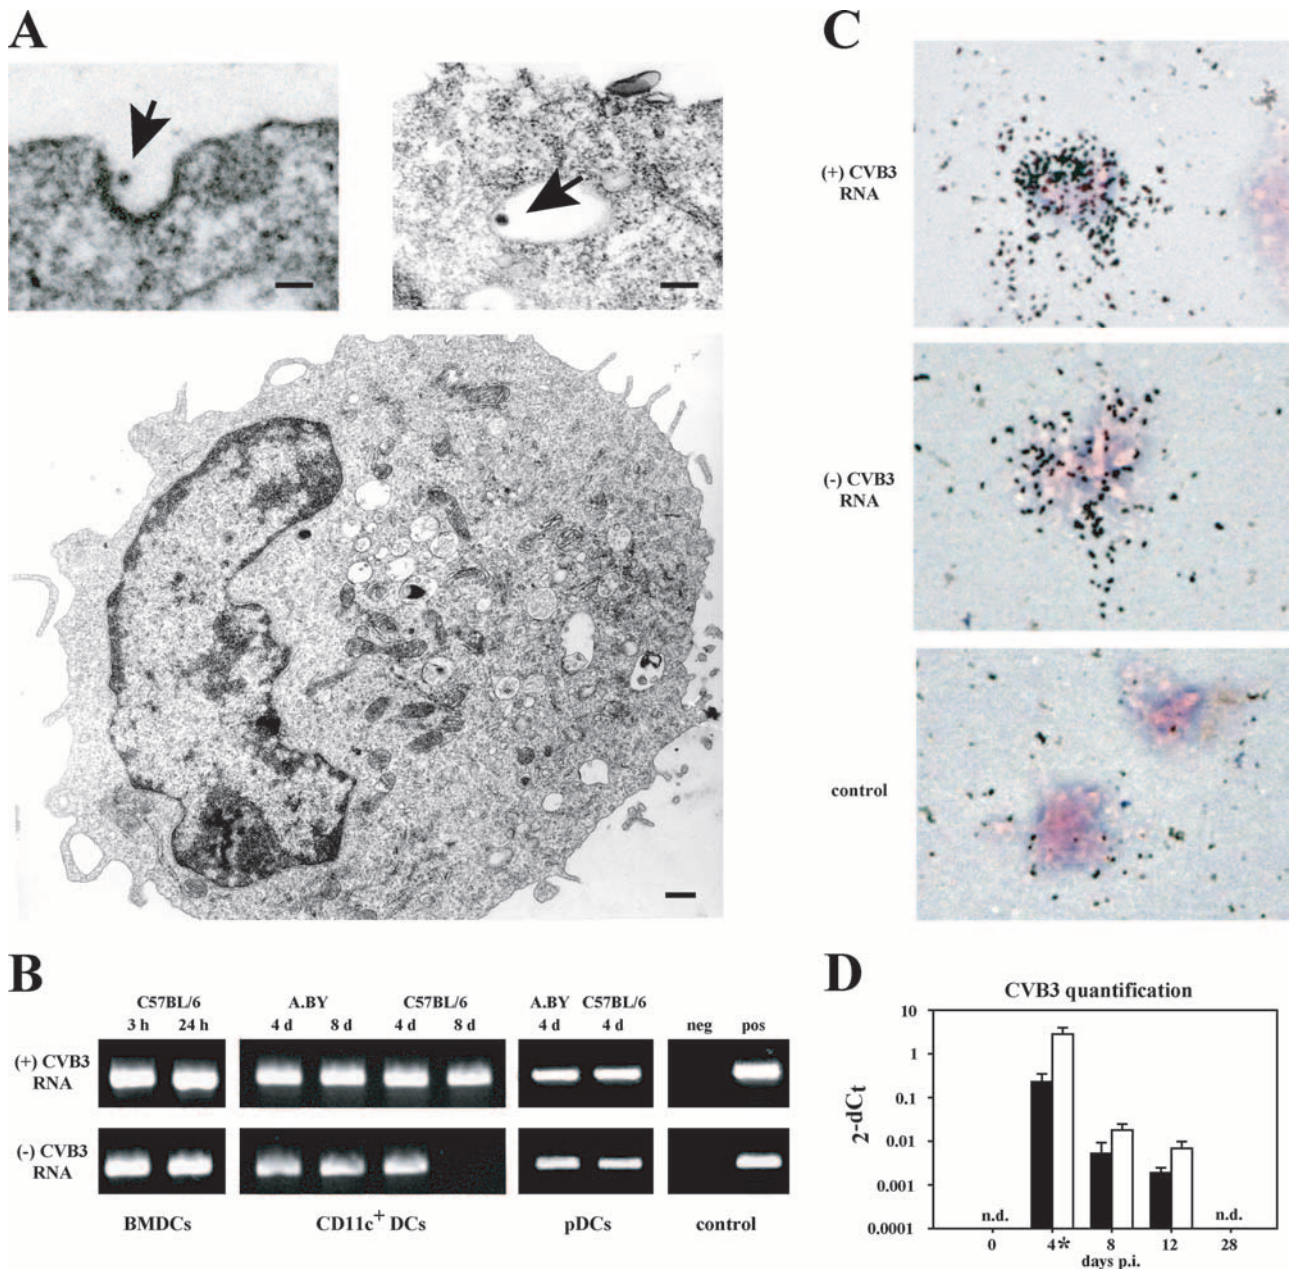 A
C
(+) CVB3
RNA
(-) CVB3
RNA
control
B
C57BL/6 A.BY C57BL/6 A.BY C57BL/6
3 h 24 h 4 d 8 d 4 d 8 d 4 d 4 d neg pos
(+) CVB3
RNA
(-) CVB3
RNA
BMDCs CD11c+ DCs pDCs control
D
CVB3 quantification
2-dCt
10
1
0.1
0.01
0.001
0.0001
n.d. n.d.
0 4* 8 12 28
days p.i.